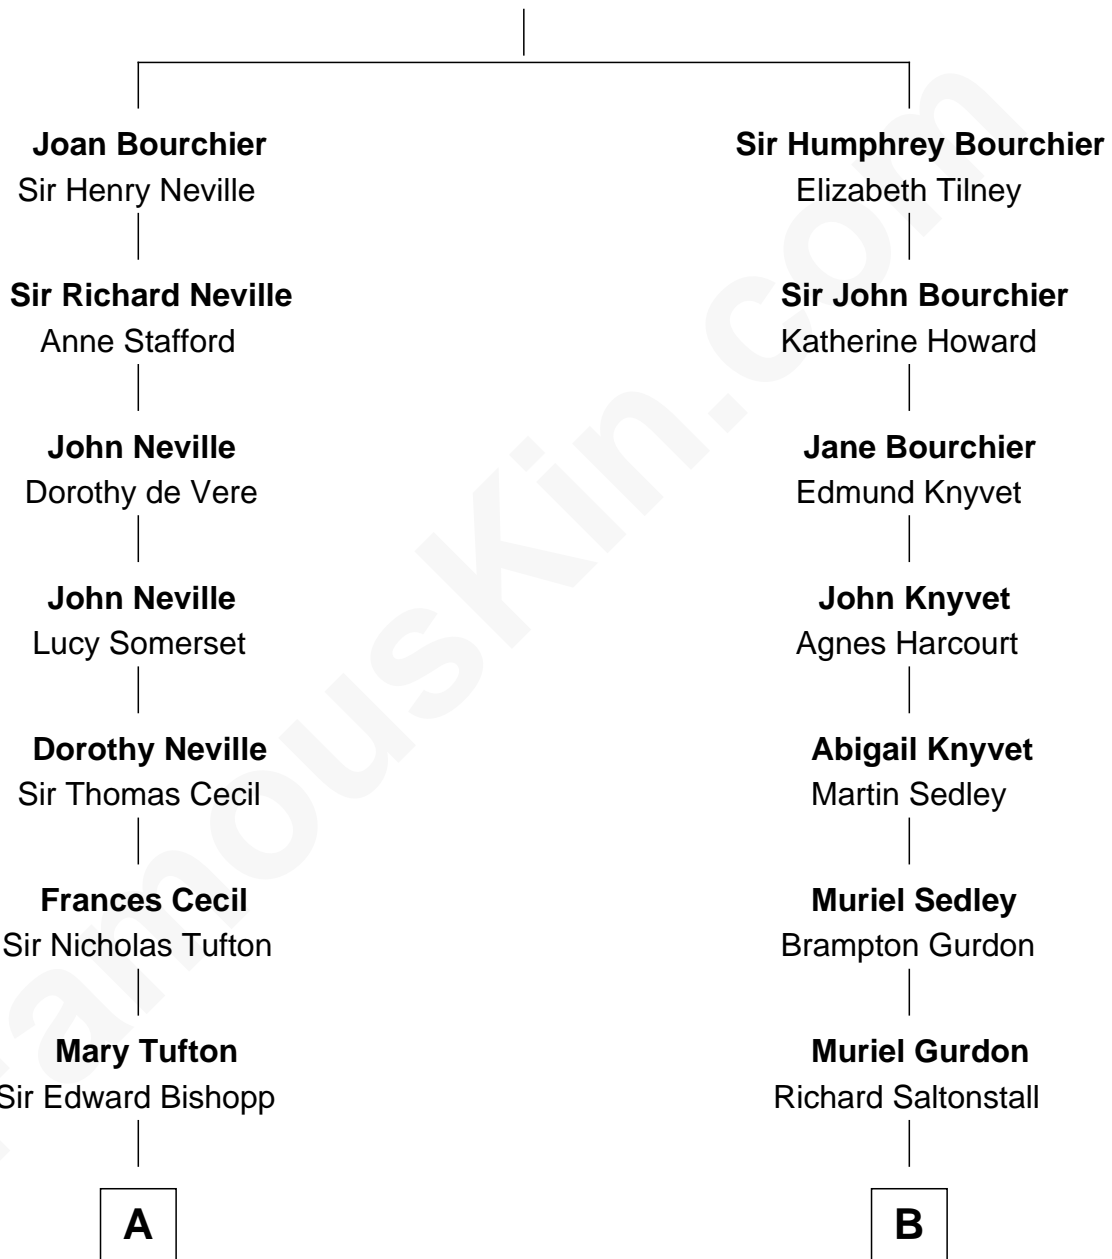 Joan Bourchier
Sir Henry Neville
Sir Richard Neville
Anne Stafford
John Neville
Dorothy de Vere
John Neville
Lucy Somerset
Dorothy Neville
Sir Thomas Cecil
Frances Cecil
Sir Nicholas Tufton
Mary Tufton
Sir Edward Bishopp
A
Sir Humphrey Bourchier
Elizabeth Tilney
Sir John Bourchier
Katherine Howard
Jane Bourchier
Edmund Knyvet
John Knyvet
Agnes Harcourt
Abigail Knyvet
Martin Sedley
Muriel Sedley
Brampton Gurdon
Muriel Gurdon
Richard Saltonstall
B
FamousKin.com